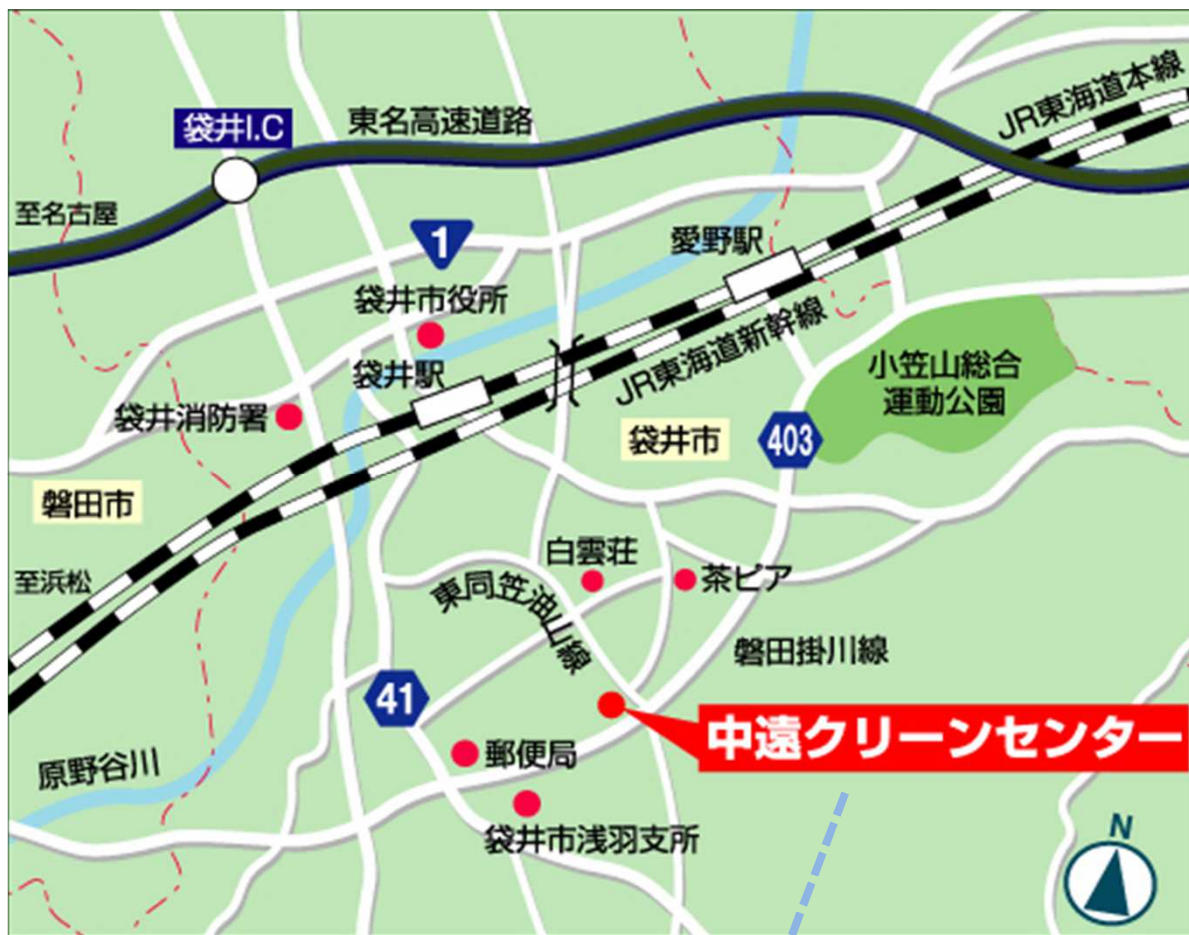 JR東海道本線
東名高速道路
袋井I.C
至名古屋
1
愛野駅
袋井市役所
JR東海道新幹線
袋井駅
小笠山総合
運動公園
袋井消防署
袋井市
403
磐田市
白雲荘
至浜松
茶ピア
東同笠油山線
磐田掛川線
41
中遠クリーンセンター
郵便局
原野谷川
袋井市浅羽支所
N